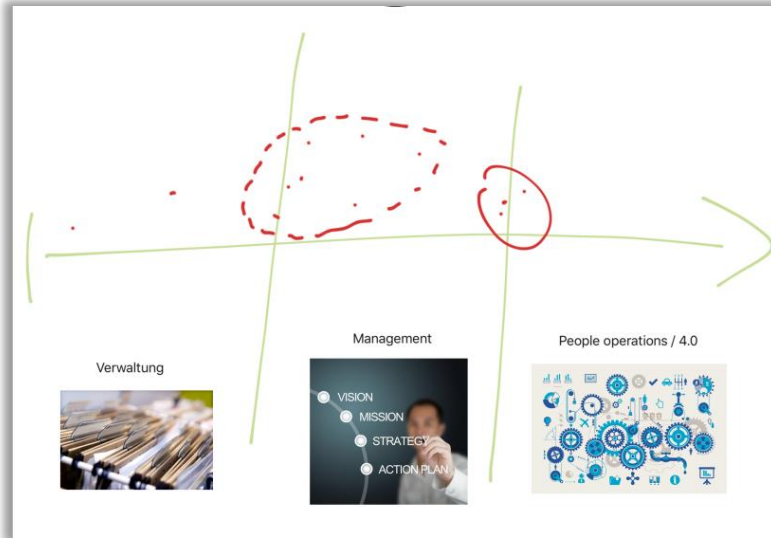 Verwaltung
Management
People operations / 4.0
VISION
MISSION
STRATEGY
ACTION PLAN